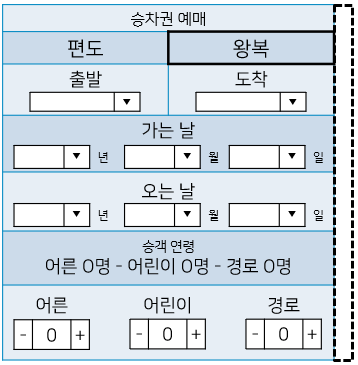 승차권 예매
편도 왕복
출발 도착
▼ ▼
가는 날
▼ 년 ▼ 월 ▼ 일
오는 날
▼ 년 ▼ 월 ▼ 일
승객 연령
어른 0명 - 어린이 0명 - 경로 0명
어른 어린이 경로
- 0 + - 0 + - 0 +